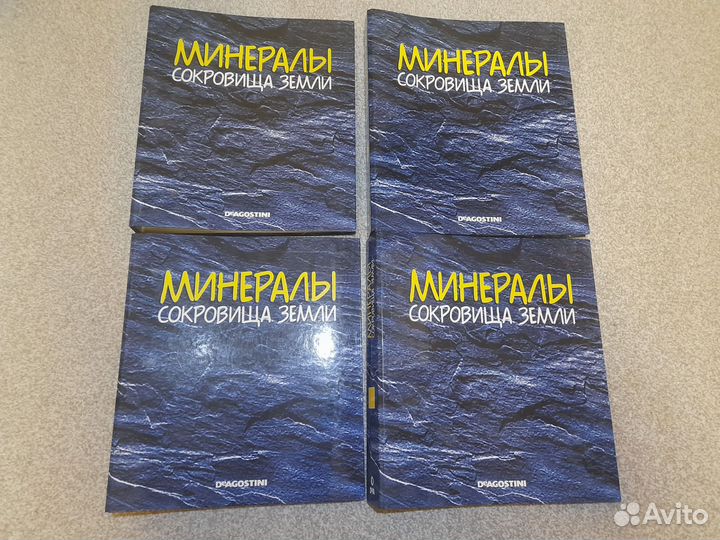 МИНЕРАЛЫ
СОКРОВИЩА ЗЕМЛИ
DeAGOSTINI
МИНЕРАЛЫ
СОКРОВИЩА ЗЕМЛИ
DeAGOSTINI
МИНЕРАЛЫ
СОКРОВИЩА ЗЕМЛИ
DeAGOSTINI
МИНЕРАЛЫ
СОКРОВИЩА ЗЕМЛИ
DeAGOSTINI
Avito